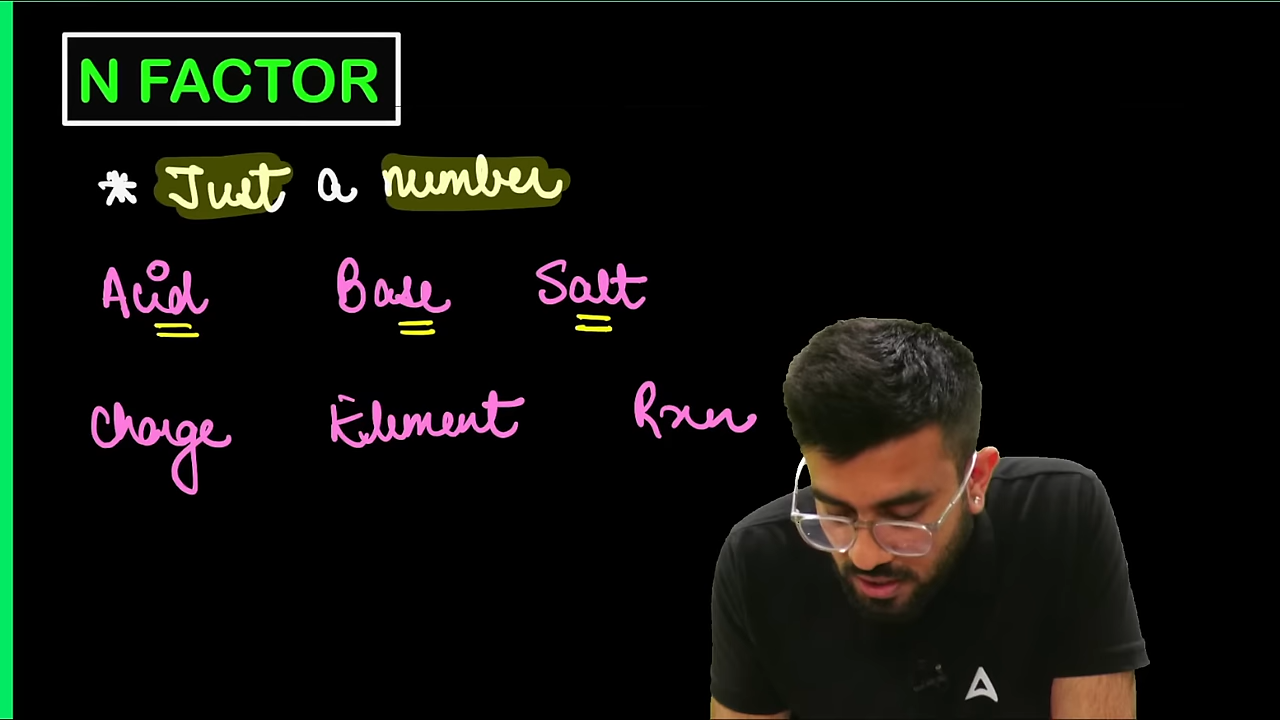 N FACTOR
* Just a number
Acid Base Salt
Charge Element Rxn